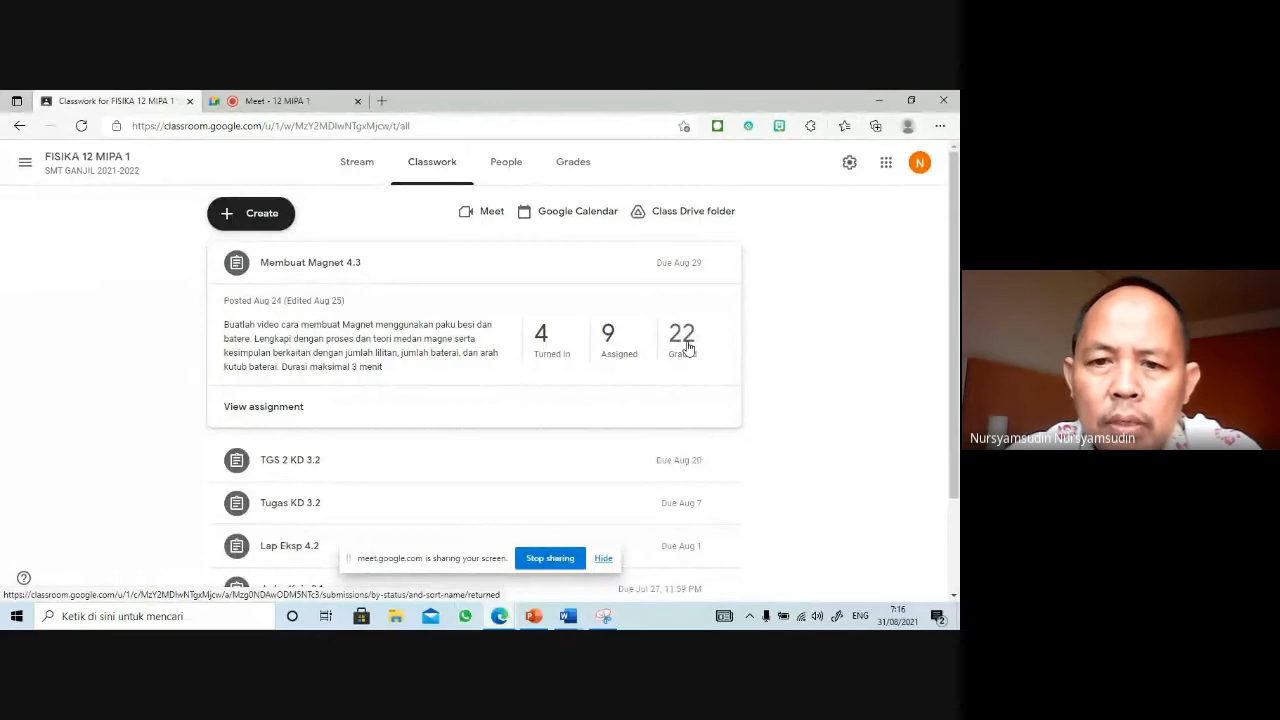 Classwork for FISIKA 12 MIPA 1
Meet - 12 MIPA 1
https://classroom.google.com/u/1/w/MzY2MDIwNTgxMjcw/t/all
FISIKA 12 MIPA 1
SMT GANJIL 2021-2022
Stream
Classwork
People
Grades
N
Create
Meet
Google Calendar
Class Drive folder
Membuat Magnet 4.3
Due Aug 29
Posted Aug 24 (Edited Aug 25)
Buatlah video cara membuat Magnet menggunakan paku besi dan
batere. Lengkapi dengan proses dan teori medan magne serta
kesimpulan berkaitan dengan jumlah lilitan, jumlah baterai, dan arah
kutub baterai. Durasi maksimal 3 menit
4
Turned in
9
Assigned
22
View assignment
TGS 2 KD 3.2
Due Aug 20
Tugas KD 3.2
Due Aug 7
Lap Eksp 4.2
Due Aug 1
meet.google.com is sharing your screen.
Stop sharing
Hide
Due Jul 27, 11:59 PM
https://classroom.google.com/u/1/c/MzY2MDIwNTgxMjcw/a/Mzg0NDAwODM5NTc3/submissions/by-status/and-sort-name/returned
Ketik di sini untuk mencari
ENG
7:16
31/08/2021
2
Nursyamsudin Nursyamsudin